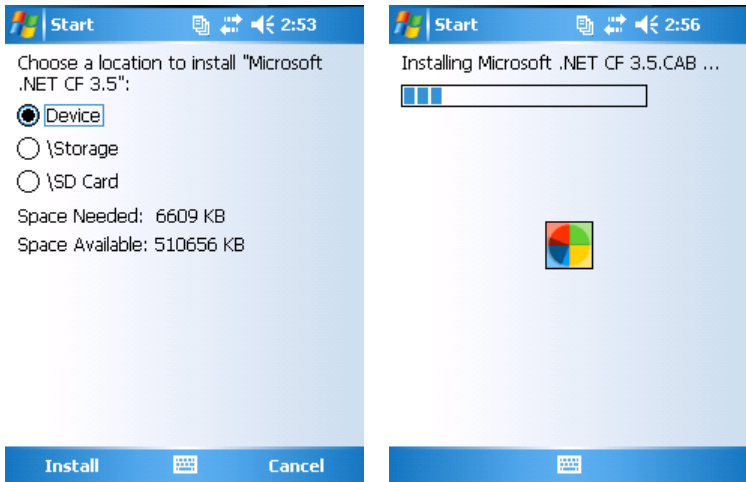 Start 2:53
Choose a location to install "Microsoft
.NET CF 3.5":
Device
\Storage
\SD Card
Space Needed: 6609 KB
Space Available: 510656 KB
Install Cancel
Start 2:56
Installing Microsoft .NET CF 3.5.CAB ...